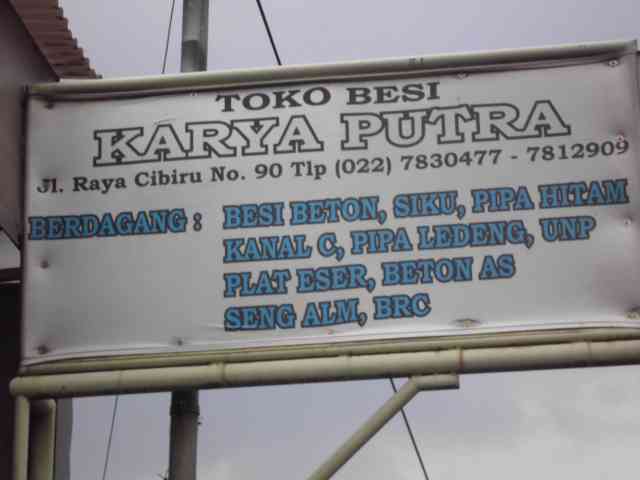 TOKO BESI
KARYA PUTRA
Jl. Raya Cibiru No. 90 Tlp (022) 7830477 - 7812909
BERDAGANG : BESI BETON, SIKU, PIPA HITAM
KANAL C, PIPA LEDENG, UNP
PLAT ESER, BETON AS
SENG ALM, BRC